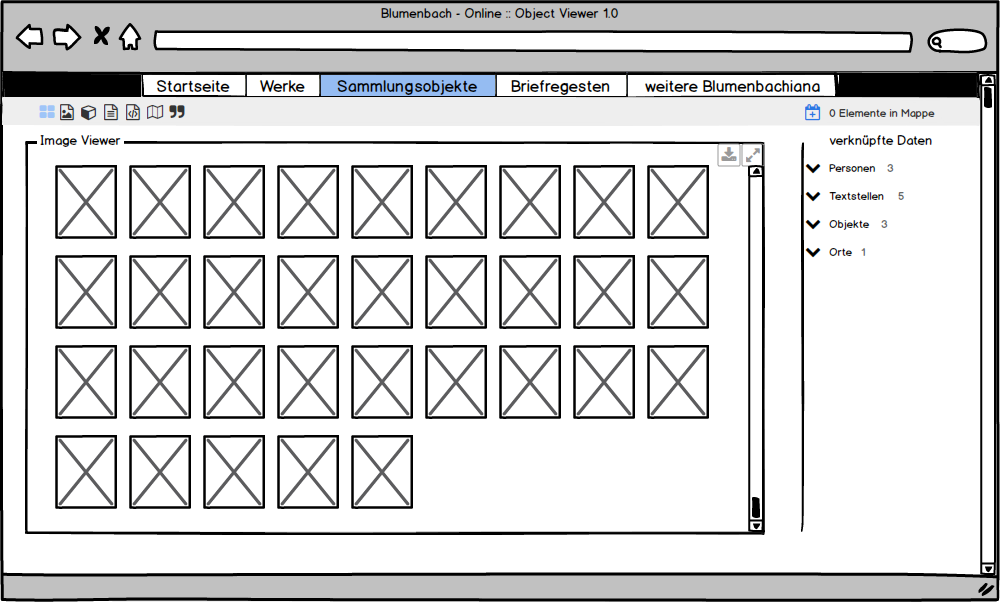 Blumenbach - Online :: Object Viewer 1.0
Startseite
Werke
Sammlungsobjekte
Briefregesten
weitere Blumenbachiana
0 Elemente in Mappe
Image Viewer
verknüpfte Daten
Personen 3
Textstellen 5
Objekte 3
Orte 1